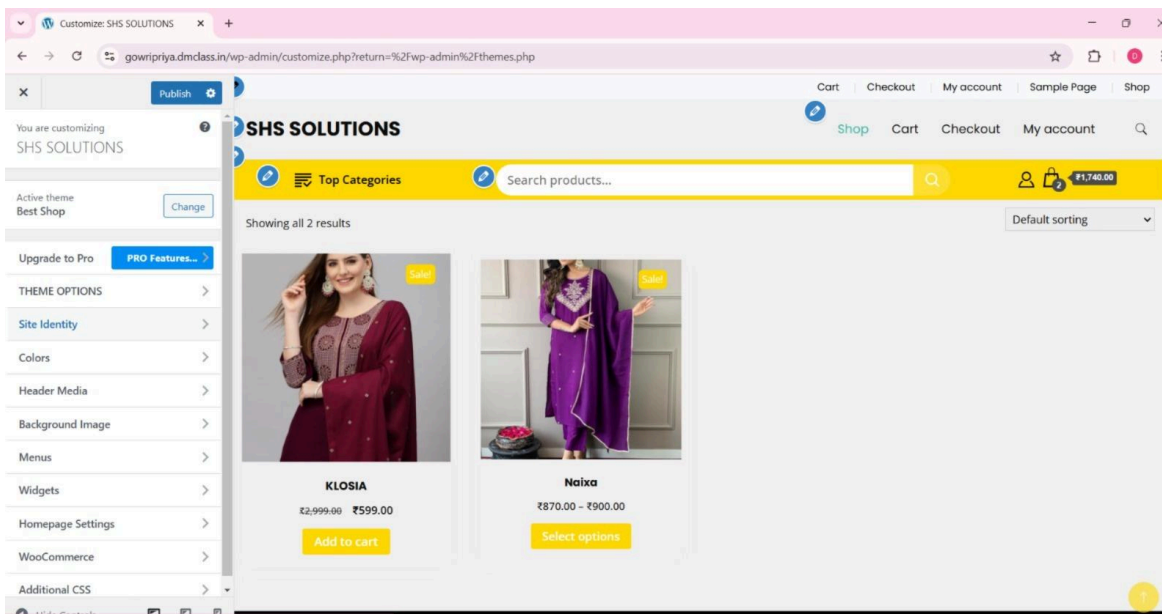 Customize: SHS SOLUTIONS
gowripriya.dmclass.in/wp-admin/customize.php?return=%2Fwp-admin%2Fthemes.php
Publish
You are customizing
SHS SOLUTIONS
Active theme
Best Shop
Change
Upgrade to Pro
PRO Features...
THEME OPTIONS
Site Identity
Colors
Header Media
Background Image
Menus
Widgets
Homepage Settings
WooCommerce
Additional CSS
Hide Controls
Cart Checkout My account Sample Page Shop
SHS SOLUTIONS
Shop Cart Checkout My account
Top Categories
Search products...
2
₹1,740.00
Showing all 2 results
Default sorting
Sale!
KLOSIA
₹2,999.00 ₹599.00
Add to cart
Sale!
Naixa
₹870.00 – ₹900.00
Select options